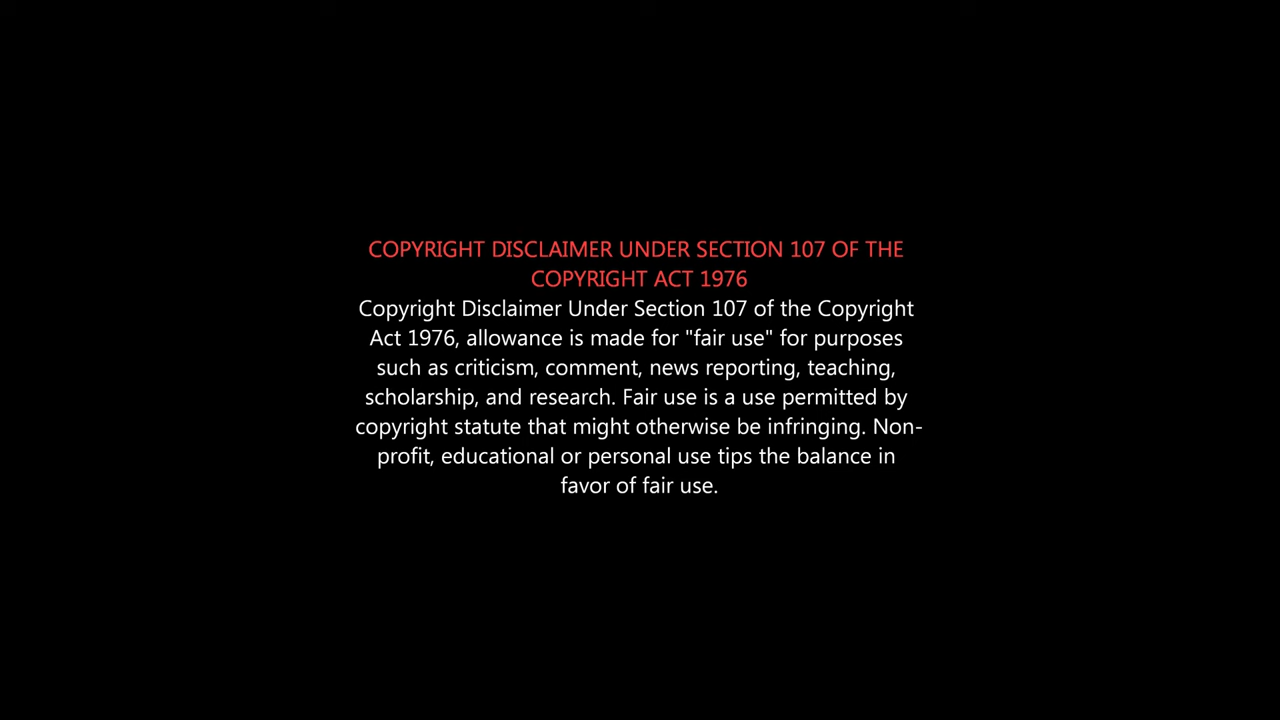 COPYRIGHT DISCLAIMER UNDER SECTION 107 OF THE
COPYRIGHT ACT 1976
Copyright Disclaimer Under Section 107 of the Copyright
Act 1976, allowance is made for "fair use" for purposes
such as criticism, comment, news reporting, teaching,
scholarship, and research. Fair use is a use permitted by
copyright statute that might otherwise be infringing. Non-
profit, educational or personal use tips the balance in
favor of fair use.